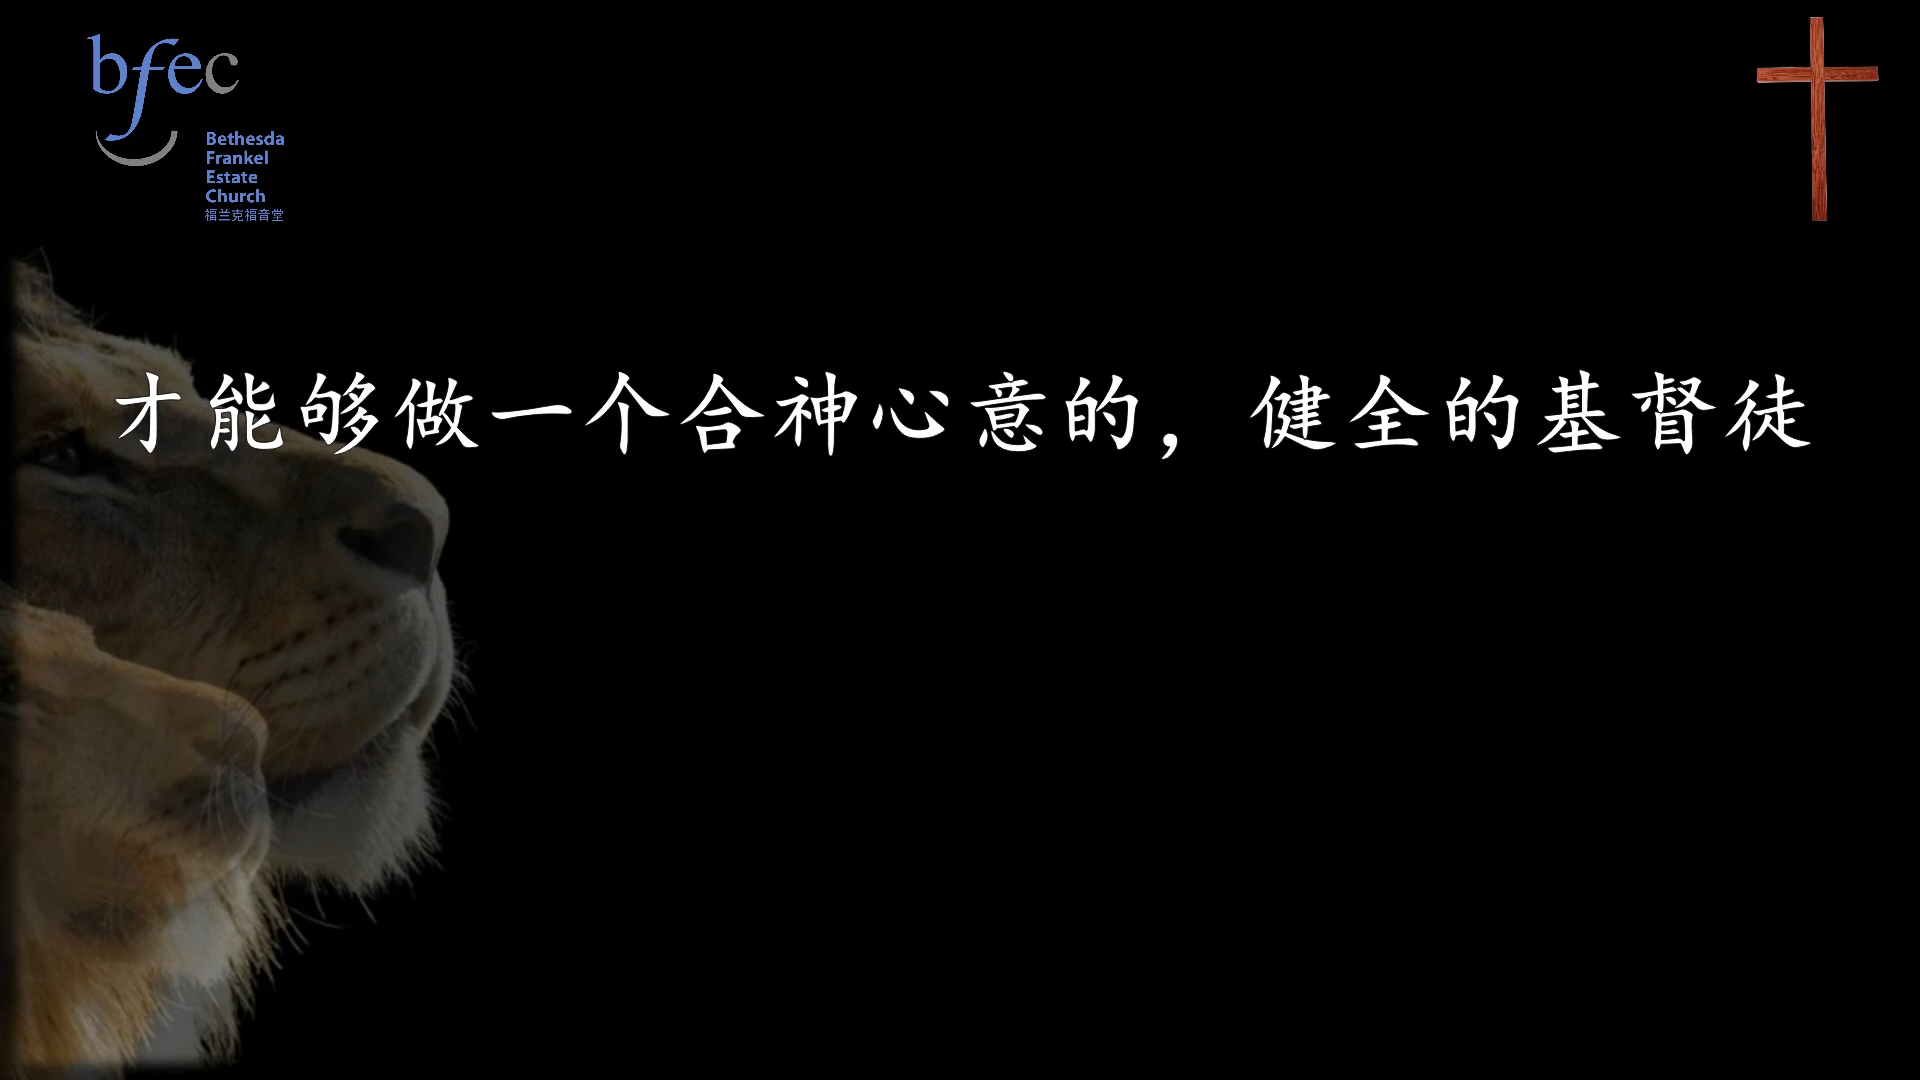 bfec
Bethesda
Frankel
Estate
Church
福兰克福音堂
才能够做一个合神心意的，健全的基督徒